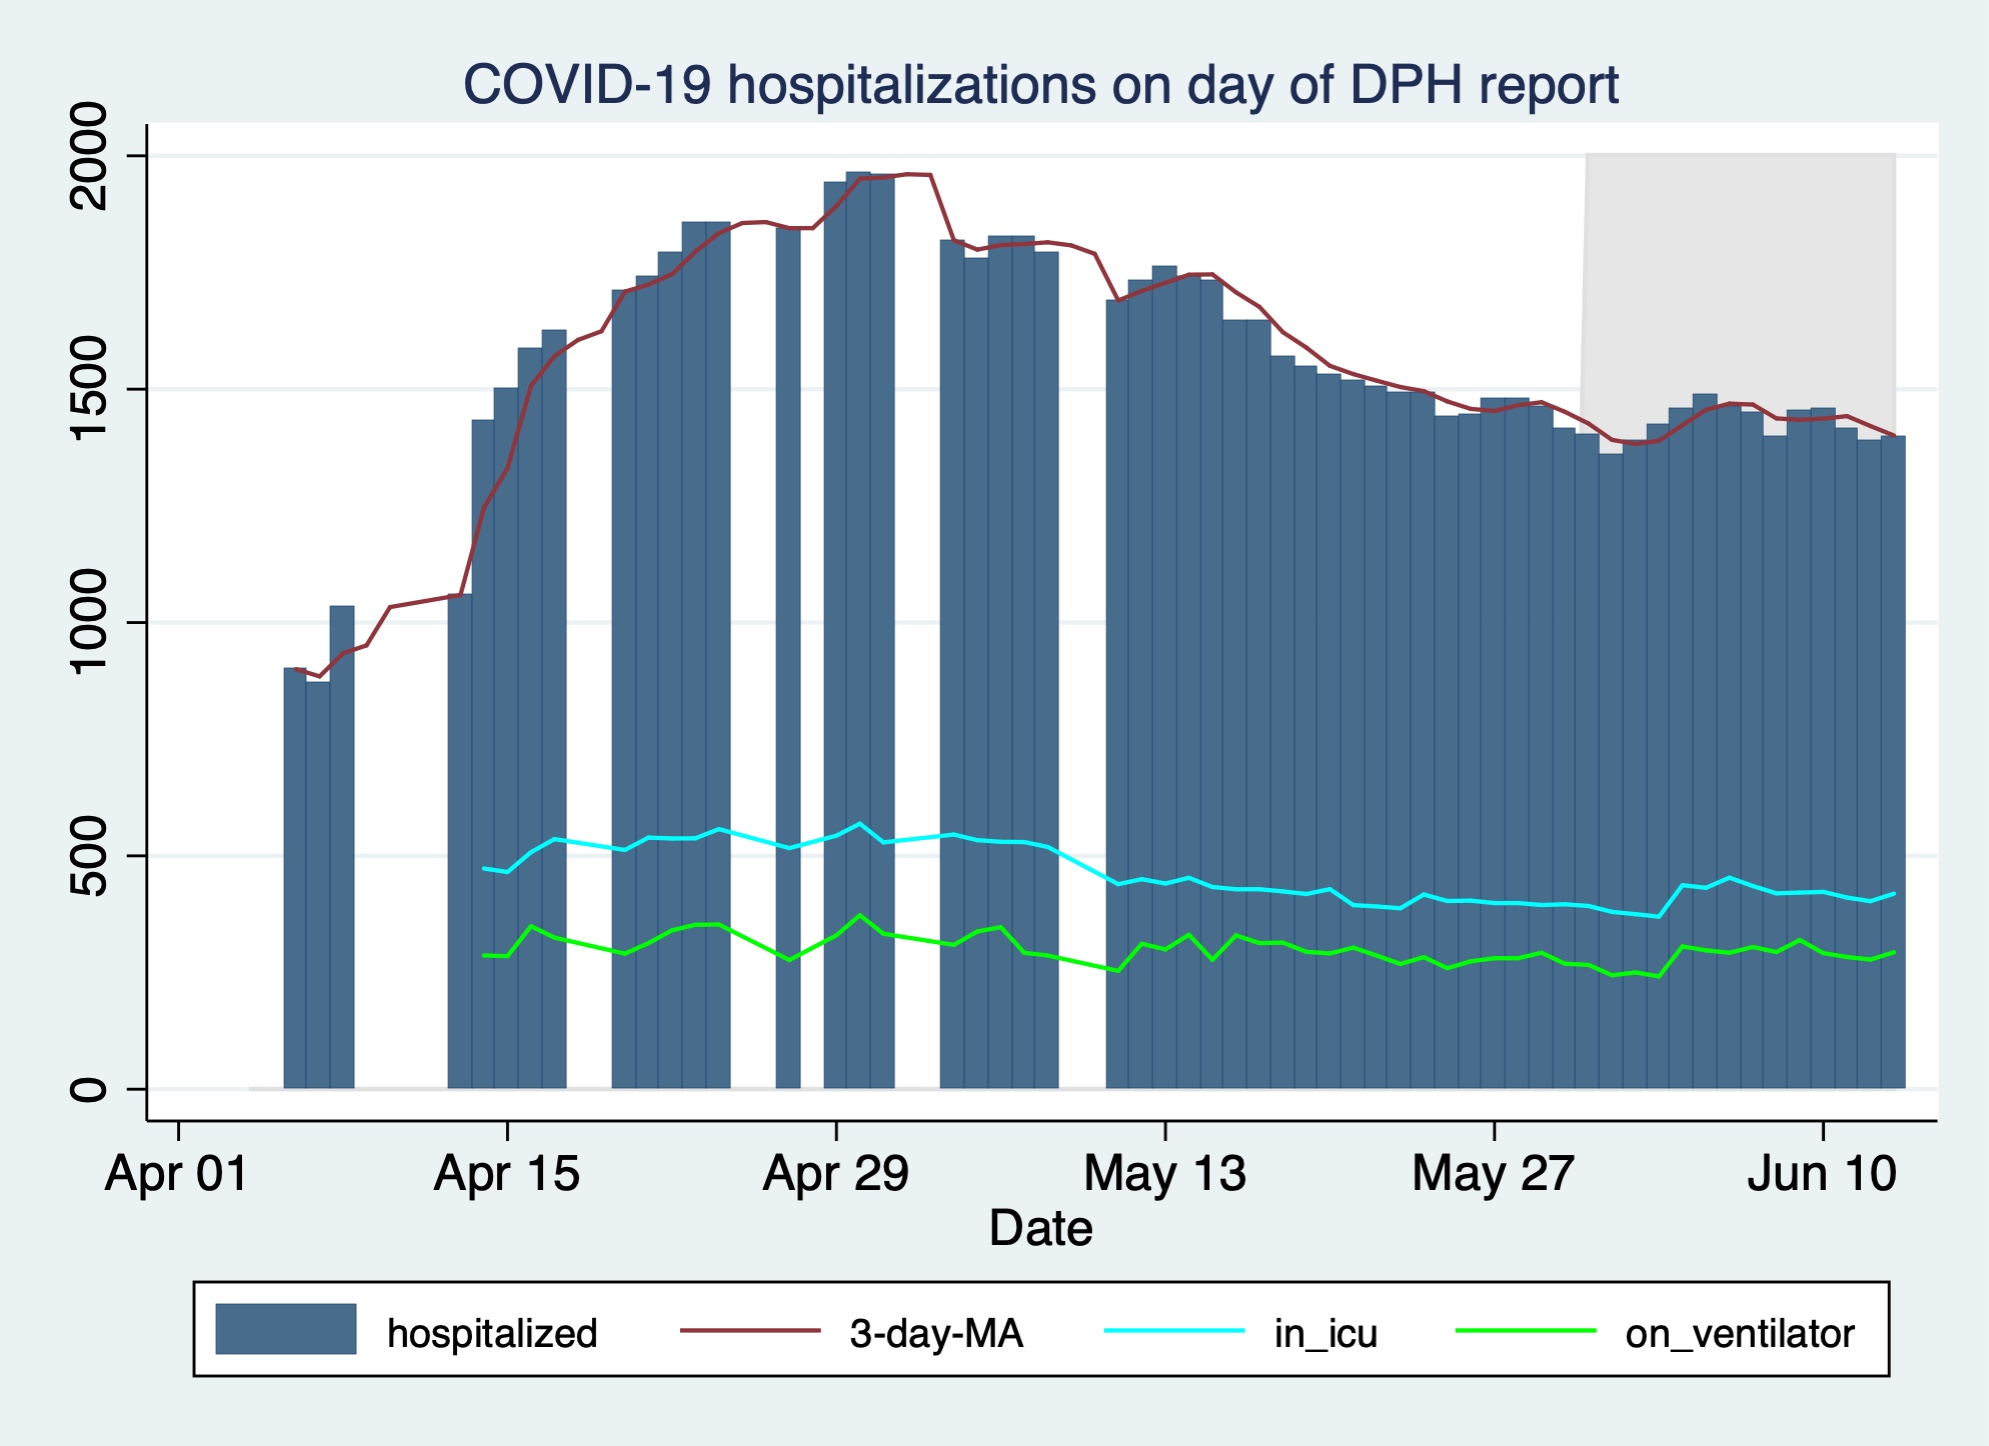 COVID-19 hospitalizations on day of DPH report
2000
1500
1000
500
0
Apr 01 Apr 15 Apr 29 May 13 May 27 Jun 10
Date
hospitalized 3-day-MA in_icu on_ventilator